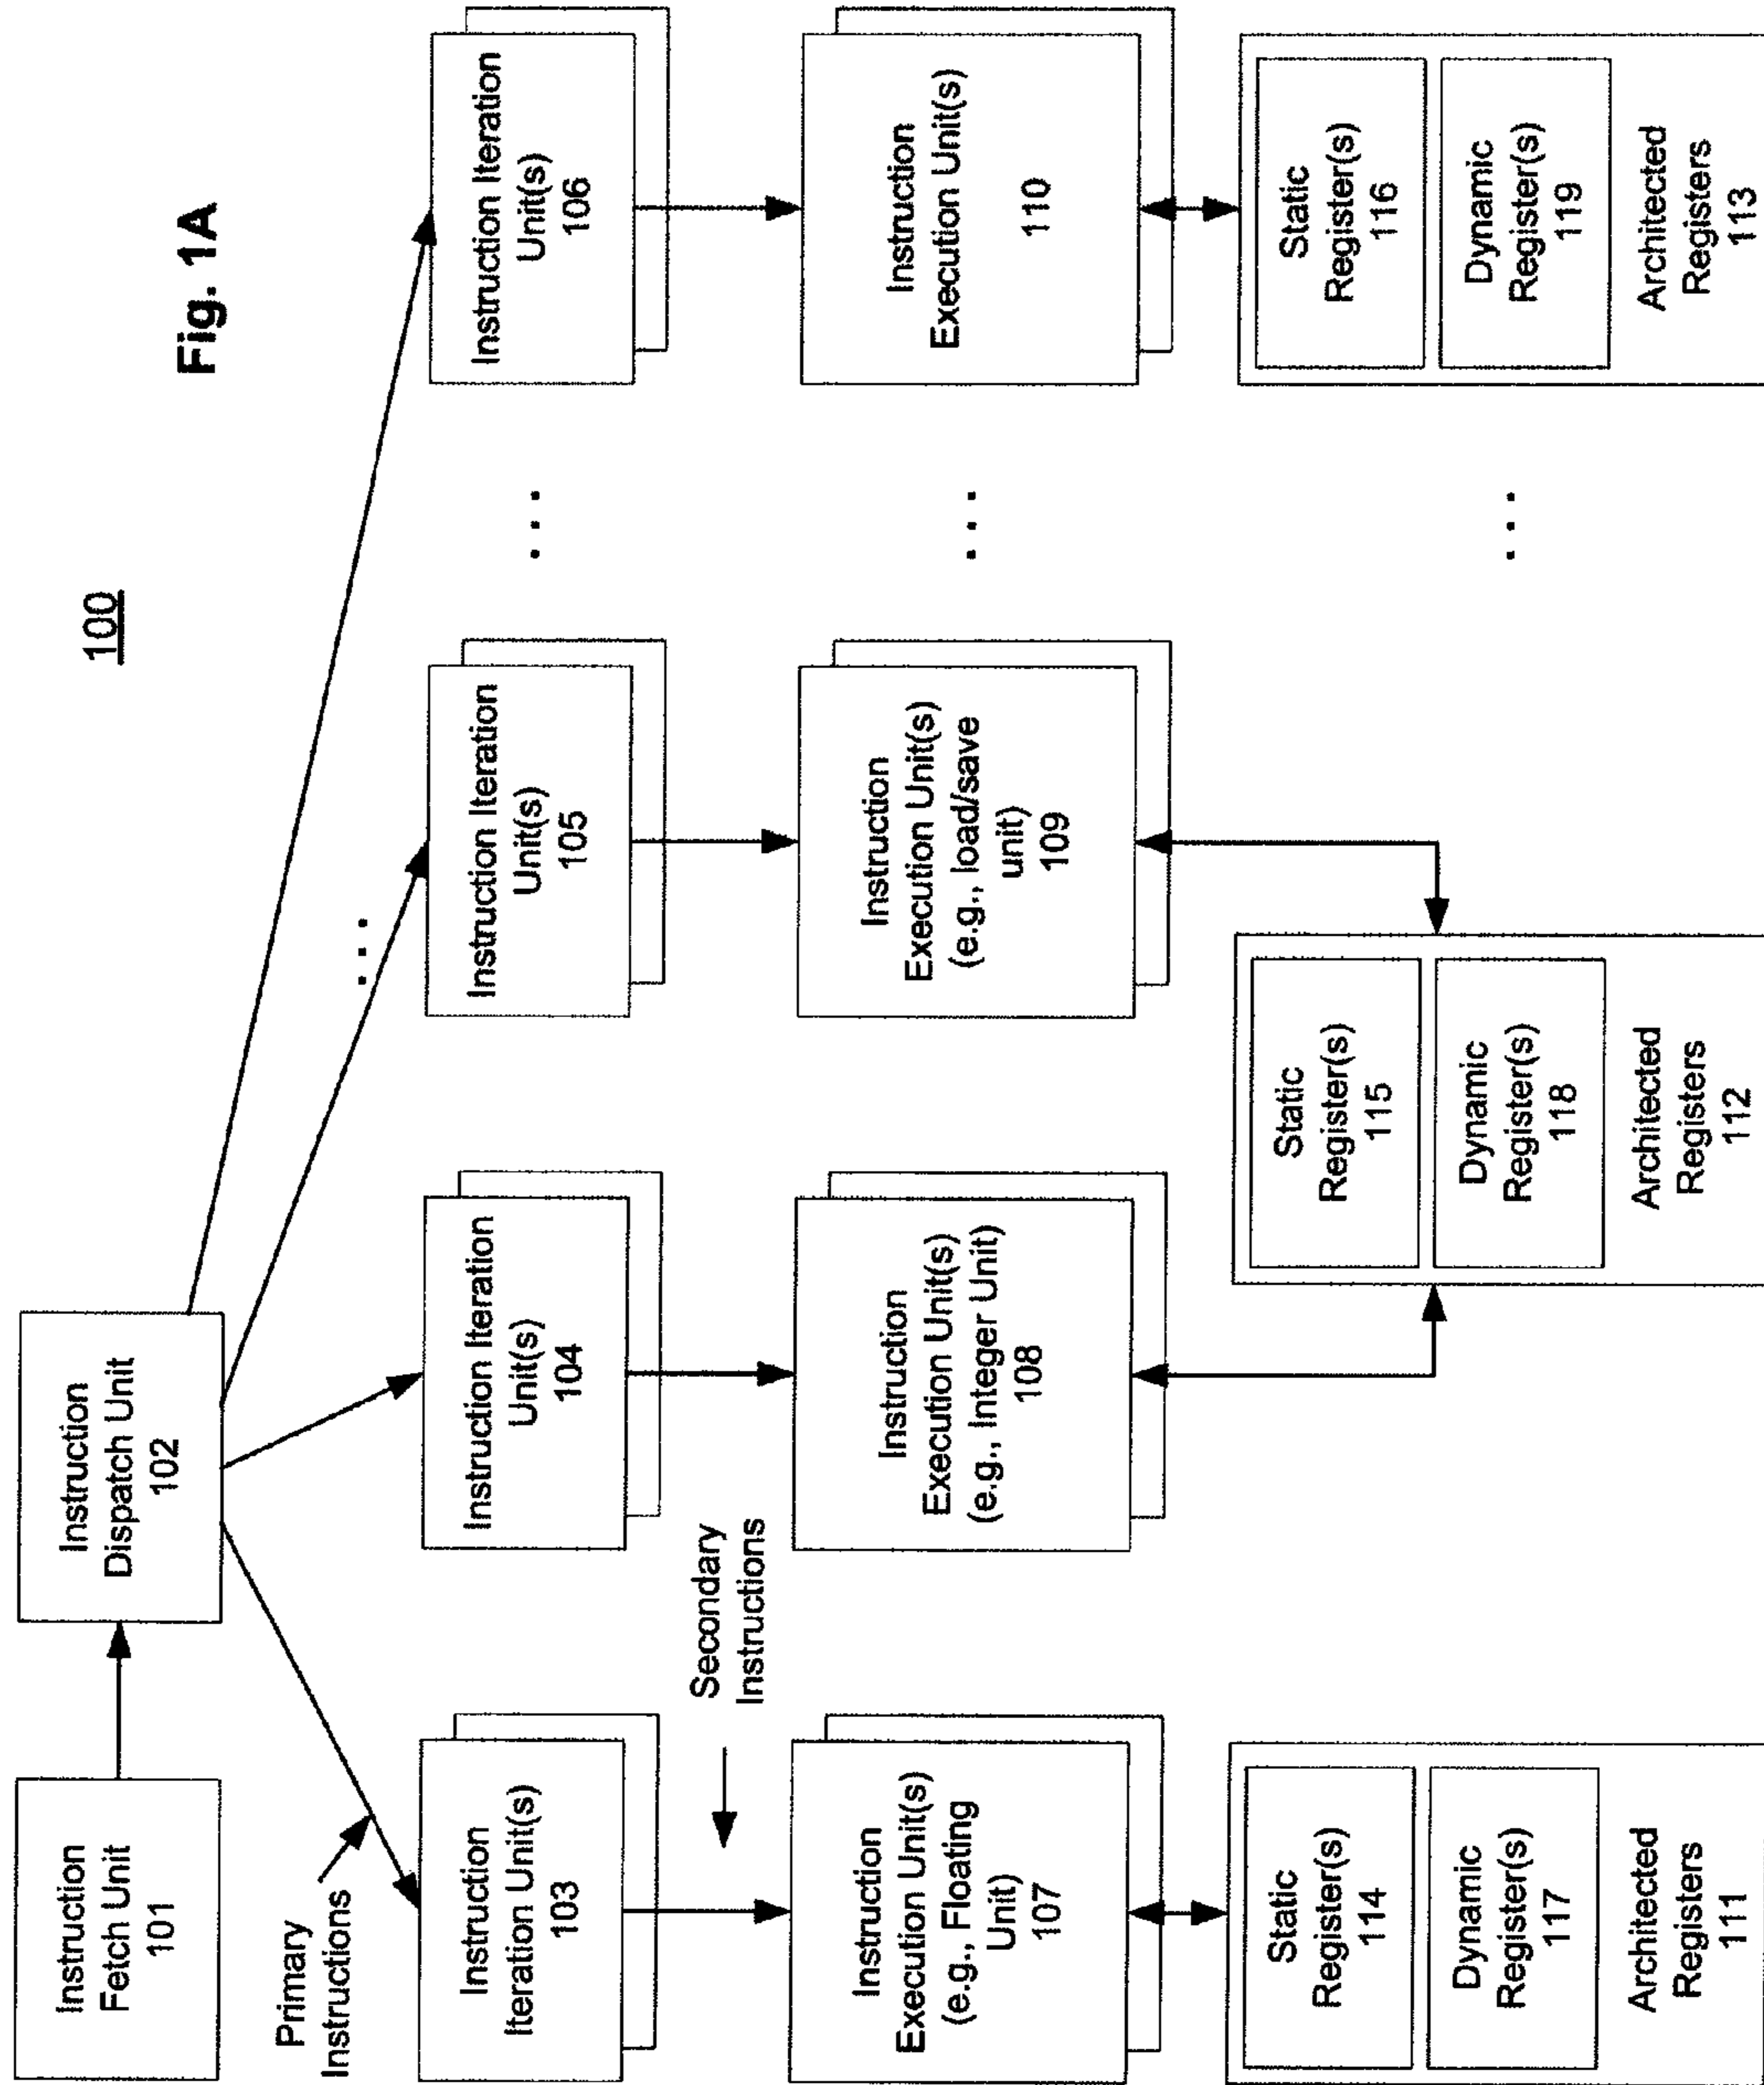 Fig. 1A
100
Instruction
Fetch Unit
101
Instruction
Dispatch Unit
102
Primary
Instructions
. . .
Instruction
Iteration Unit(s)
103
Instruction Iteration
Unit(s)
104
Instruction Iteration
Unit(s)
105
. . .
Instruction Iteration
Unit(s)
106
Secondary
Instructions
Instruction
Execution Unit(s)
(e.g., Floating
Unit)
107
Instruction
Execution Unit(s)
(e.g., Integer Unit)
108
Instruction
Execution Unit(s)
(e.g., load/save
unit)
109
. . .
Instruction
Execution Unit(s)
110
Static
Register(s)
114
Dynamic
Register(s)
117
Architected
Registers
111
Static
Register(s)
115
Dynamic
Register(s)
118
Architected
Registers
112
. . .
Static
Register(s)
116
Dynamic
Register(s)
119
Architected
Registers
113